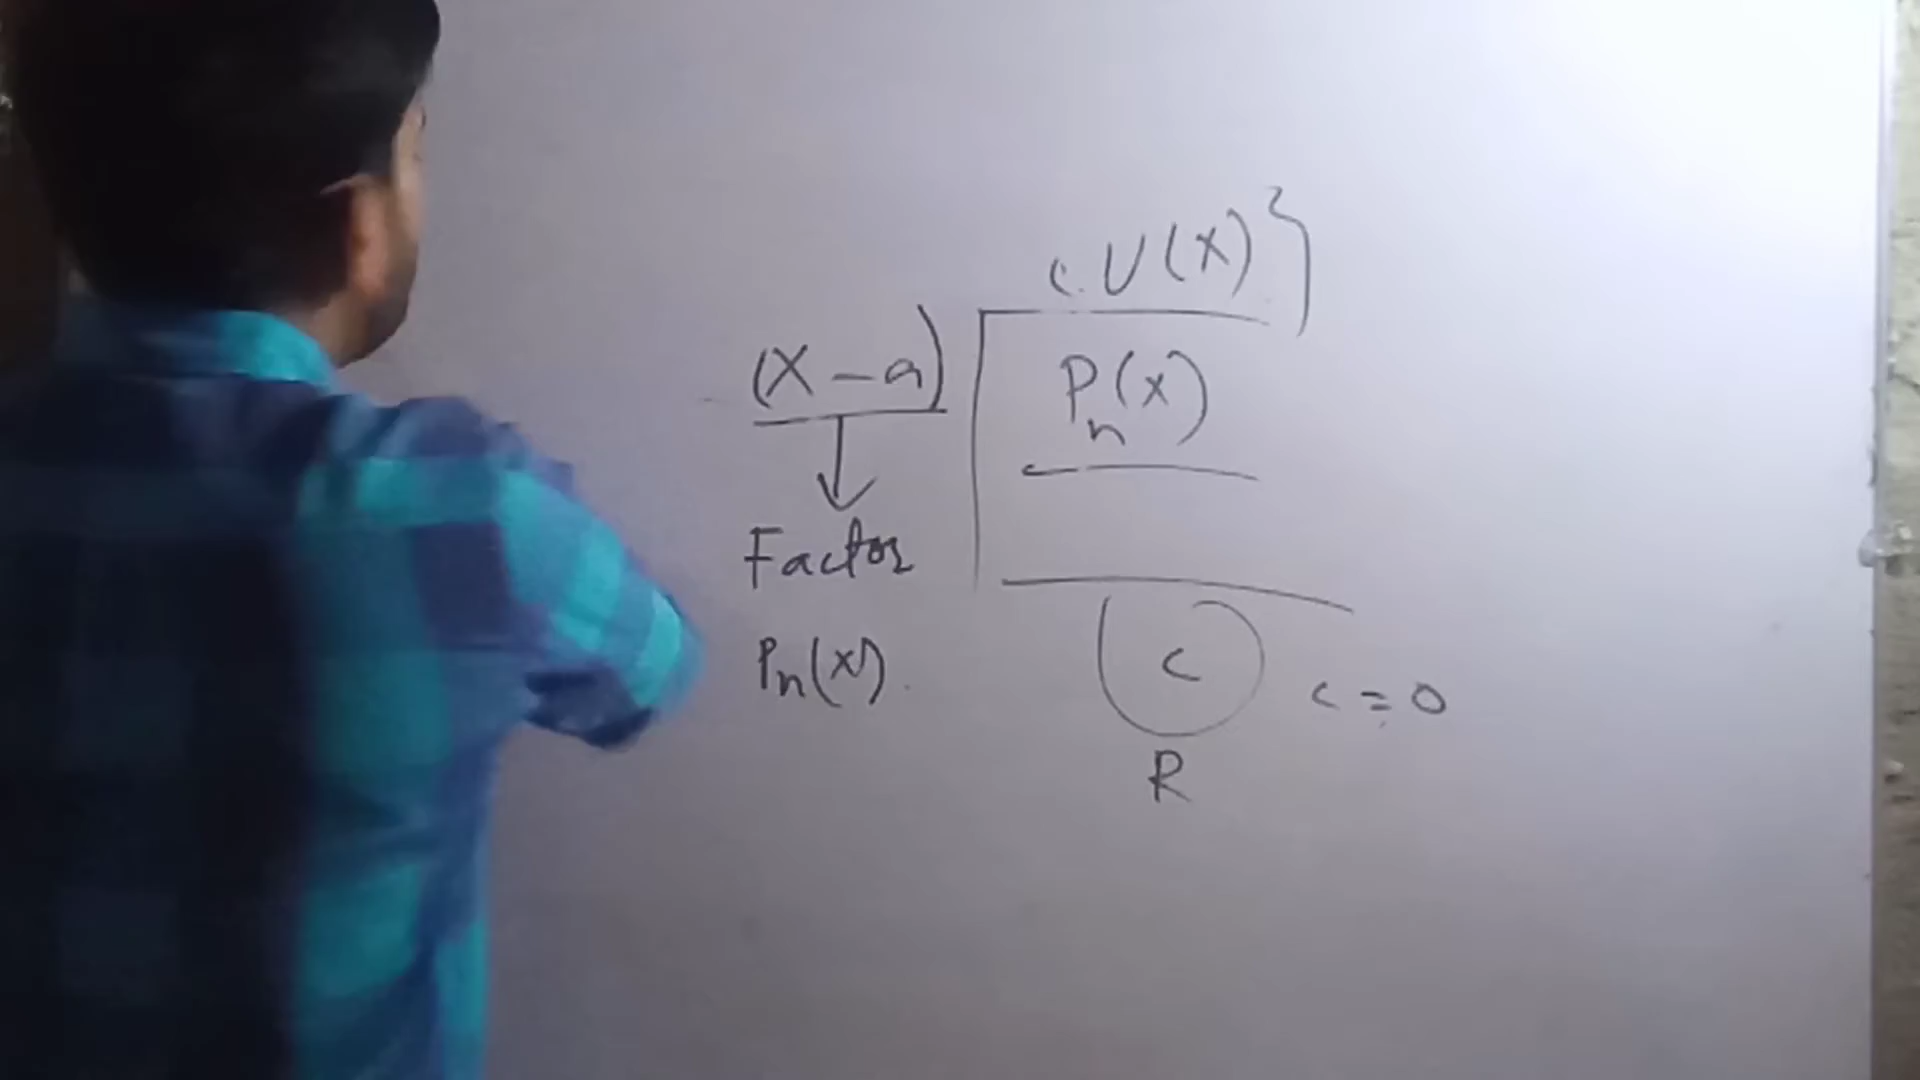 U(x)
(x-a)
Pn(x)
Factor
Pn(x)
C
C = 0
R